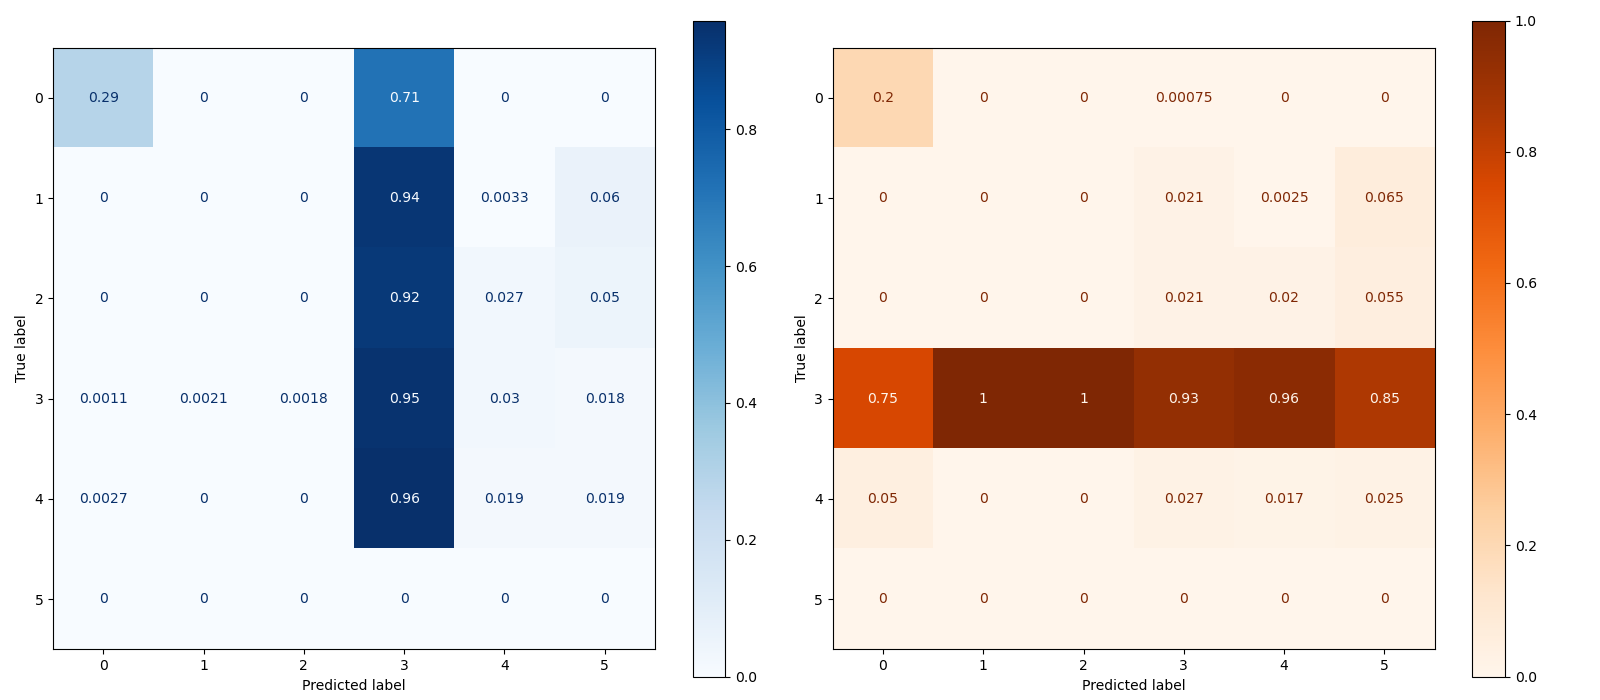 0 0.29 0 0 0.71 0 0
1 0 0 0 0.94 0.0033 0.06
2 0 0 0 0.92 0.027 0.05
3 0.0011 0.0021 0.0018 0.95 0.03 0.018
4 0.0027 0 0 0.96 0.019 0.019
5 0 0 0 0 0 0
0 1 2 3 4 5
True label
Predicted label
0.8
0.6
0.4
0.2
0.0
0 0.2 0 0 0.00075 0 0
1 0 0 0 0.021 0.0025 0.065
2 0 0 0 0.021 0.02 0.055
3 0.75 1 1 0.93 0.96 0.85
4 0.05 0 0 0.027 0.017 0.025
5 0 0 0 0 0 0
0 1 2 3 4 5
True label
Predicted label
1.0
0.8
0.6
0.4
0.2
0.0